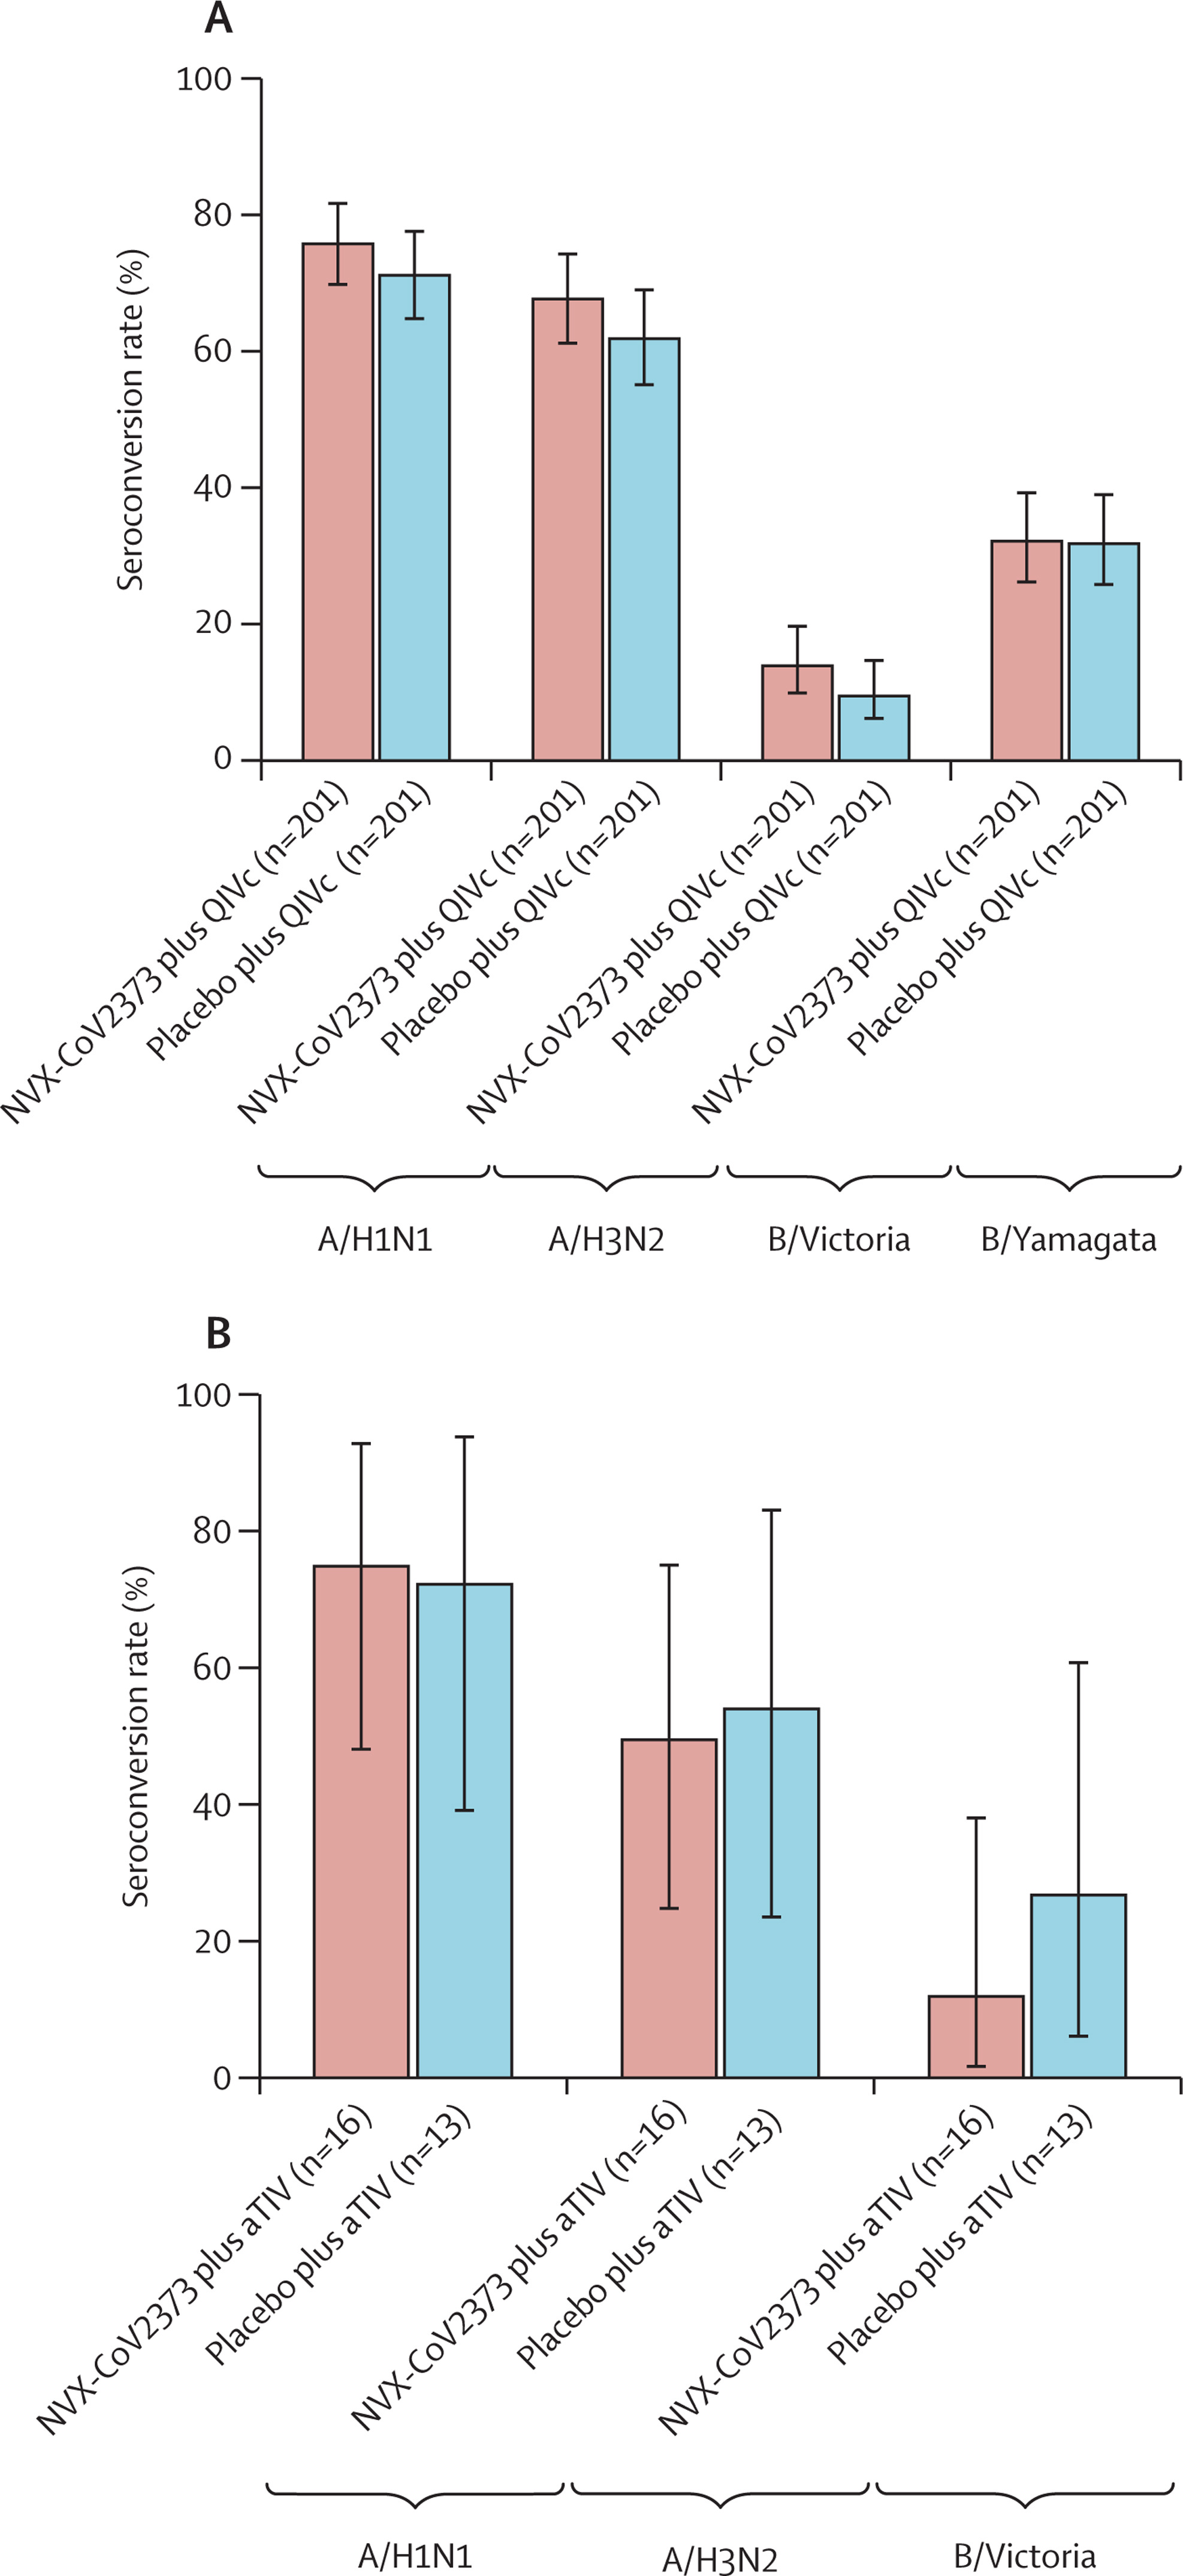 A
100
80
60
40
20
0
Seroconversion rate (%)
NVX-CoV2373 plus QIVc (n=201)
Placebo plus QIVc (n=201)
NVX-CoV2373 plus QIVc (n=201)
Placebo plus QIVc (n=201)
NVX-CoV2373 plus QIVc (n=201)
Placebo plus QIVc (n=201)
NVX-CoV2373 plus QIVc (n=201)
Placebo plus QIVc (n=201)
A/H1N1
A/H3N2
B/Victoria
B/Yamagata
B
100
80
60
40
20
0
Seroconversion rate (%)
NVX-CoV2373 plus aTIV (n=16)
Placebo plus aTIV (n=13)
NVX-CoV2373 plus aTIV (n=16)
Placebo plus aTIV (n=13)
NVX-CoV2373 plus aTIV (n=16)
Placebo plus aTIV (n=13)
A/H1N1
A/H3N2
B/Victoria